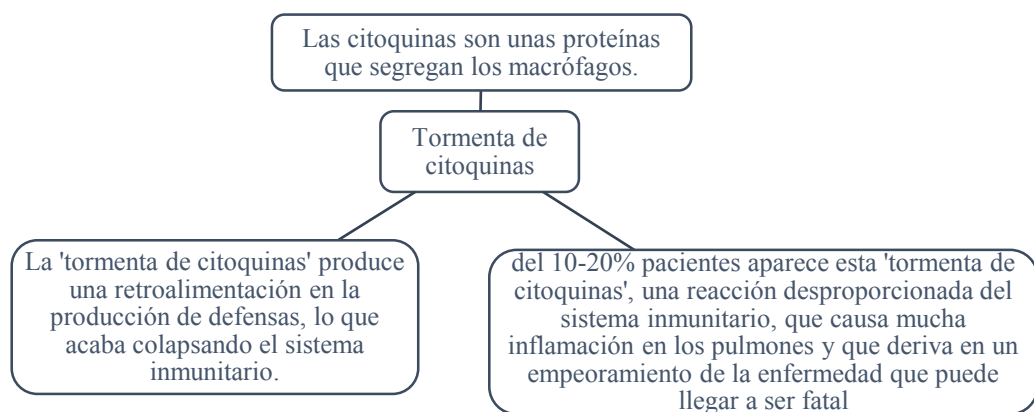 Las citoquinas son unas proteínas
que segregan los macrófagos.
Tormenta de
citoquinas
La 'tormenta de citoquinas' produce
una retroalimentación en la
producción de defensas, lo que
acaba colapsando el sistema
inmunitario.
del 10-20% pacientes aparece esta 'tormenta de
citoquinas', una reacción desproporcionada del
sistema inmunitario, que causa mucha
inflamación en los pulmones y que deriva en un
empeoramiento de la enfermedad que puede
llegar a ser fatal